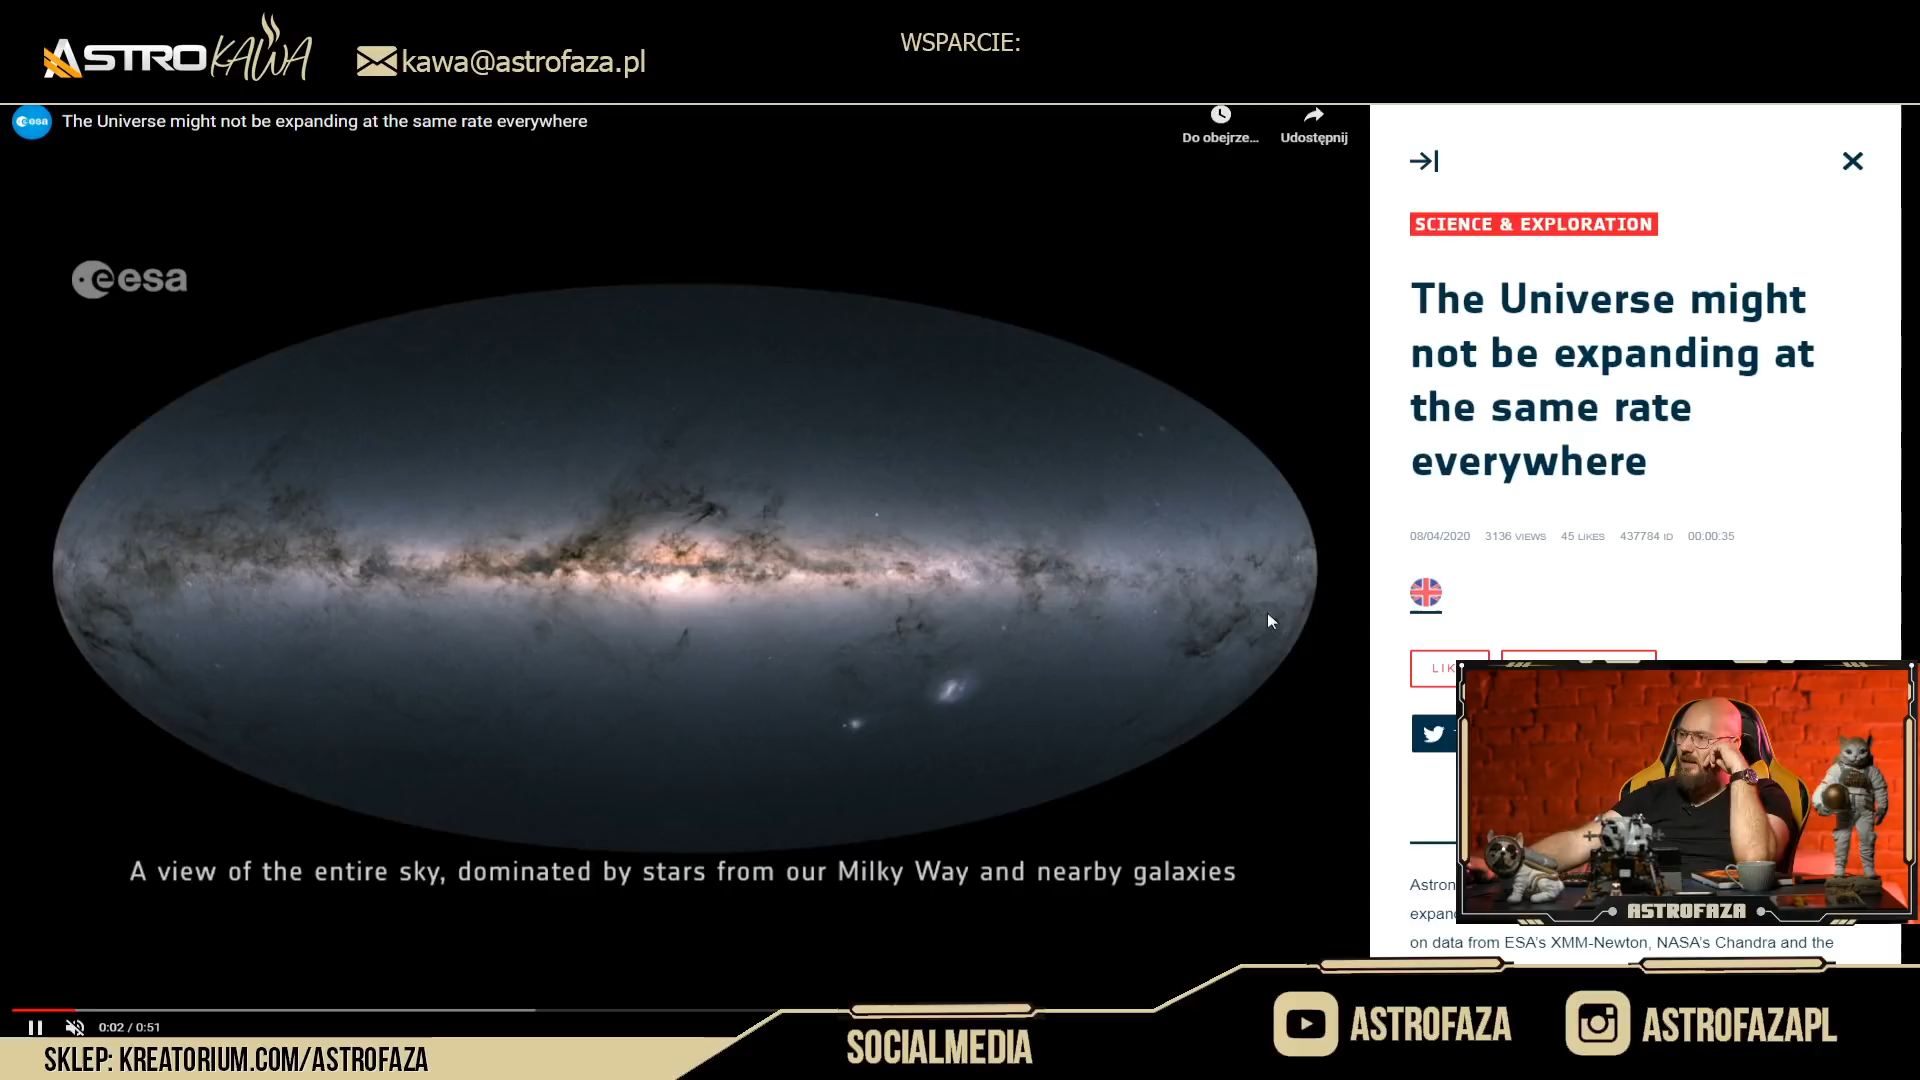 ASTROKAWA
kawa@astrofaza.pl
WSPARCIE:
esa
The Universe might not be expanding at the same rate everywhere
Do obejrze...
Udostępnij
esa
A view of the entire sky, dominated by stars from our Milky Way and nearby galaxies
0:02 / 0:51
SCIENCE & EXPLORATION
The Universe might
not be expanding at
the same rate
everywhere
08/04/2020 3136 VIEWS 45 LIKES 437784 ID 00:00:35
LIK
Astron
expan
on data from ESA's XMM-Newton, NASA's Chandra and the
ASTROFAZA
SKLEP: KREATORIUM.COM/ASTROFAZA
SOCIALMEDIA
ASTROFAZA
ASTROFAZAPL